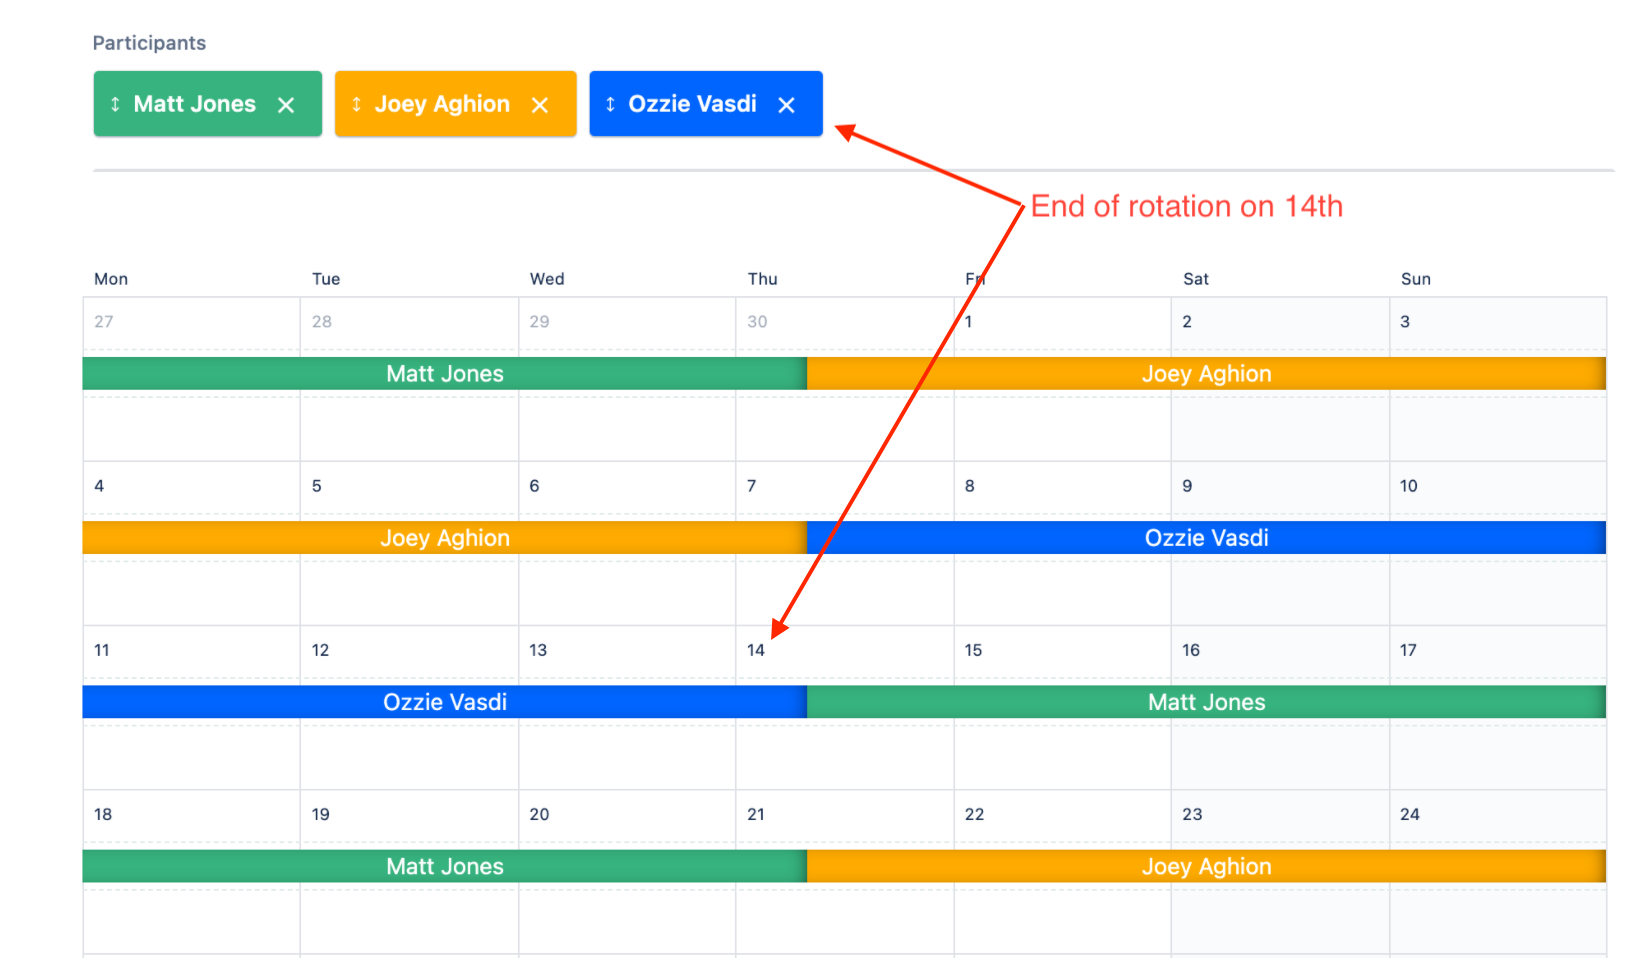 Participants
Matt Jones Joey Aghion Ozzie Vasdi
End of rotation on 14th
Mon Tue Wed Thu Fri Sat Sun
27 28 29 30 1 2 3
Matt Jones Joey Aghion
4 5 6 7 8 9 10
Joey Aghion Ozzie Vasdi
11 12 13 14 15 16 17
Ozzie Vasdi Matt Jones
18 19 20 21 22 23 24
Matt Jones Joey Aghion